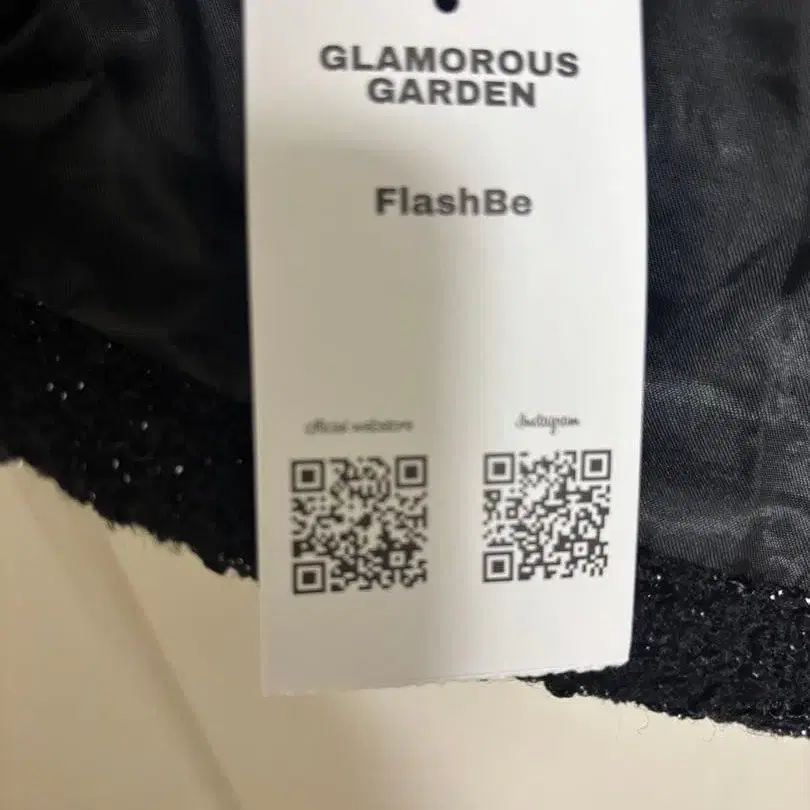 GLAMOROUS
GARDEN
FlashBe
official webstore
Instagram